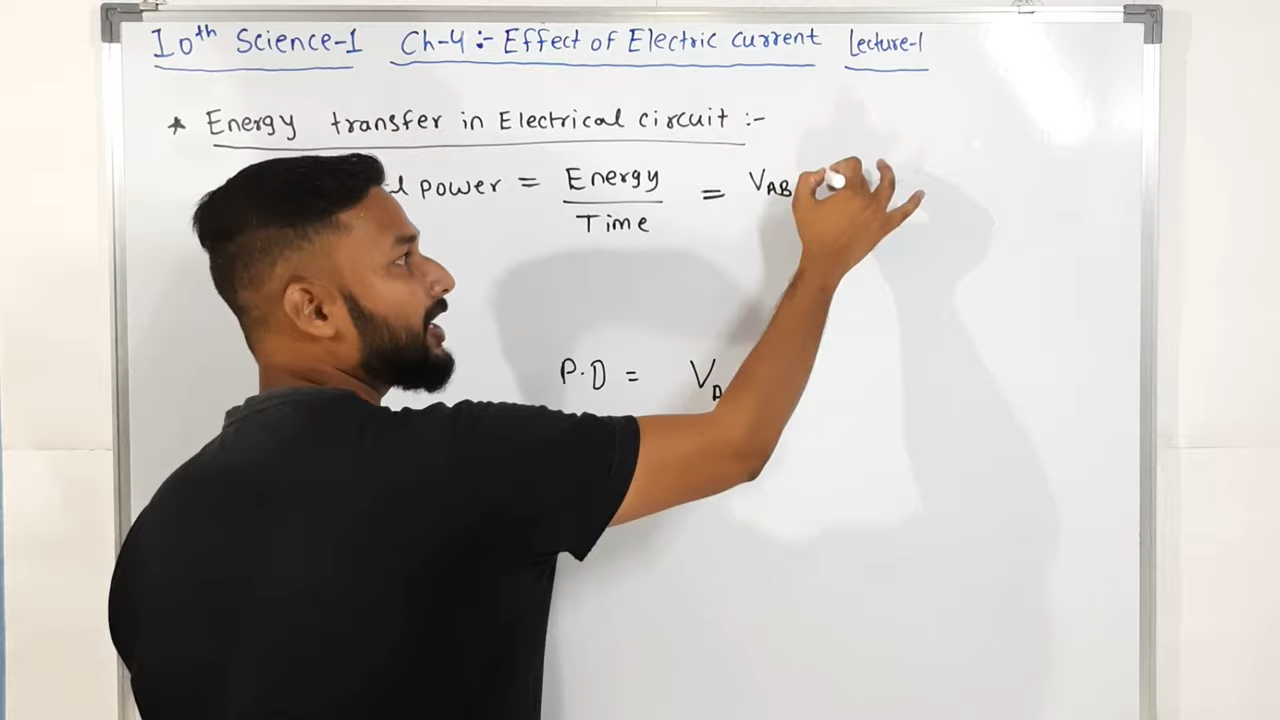 10th Science-1 Ch-4 :- Effect of Electric current Lecture-1
* Energy transfer in Electrical circuit :-
power = Energy / Time = VAB
P.D = V